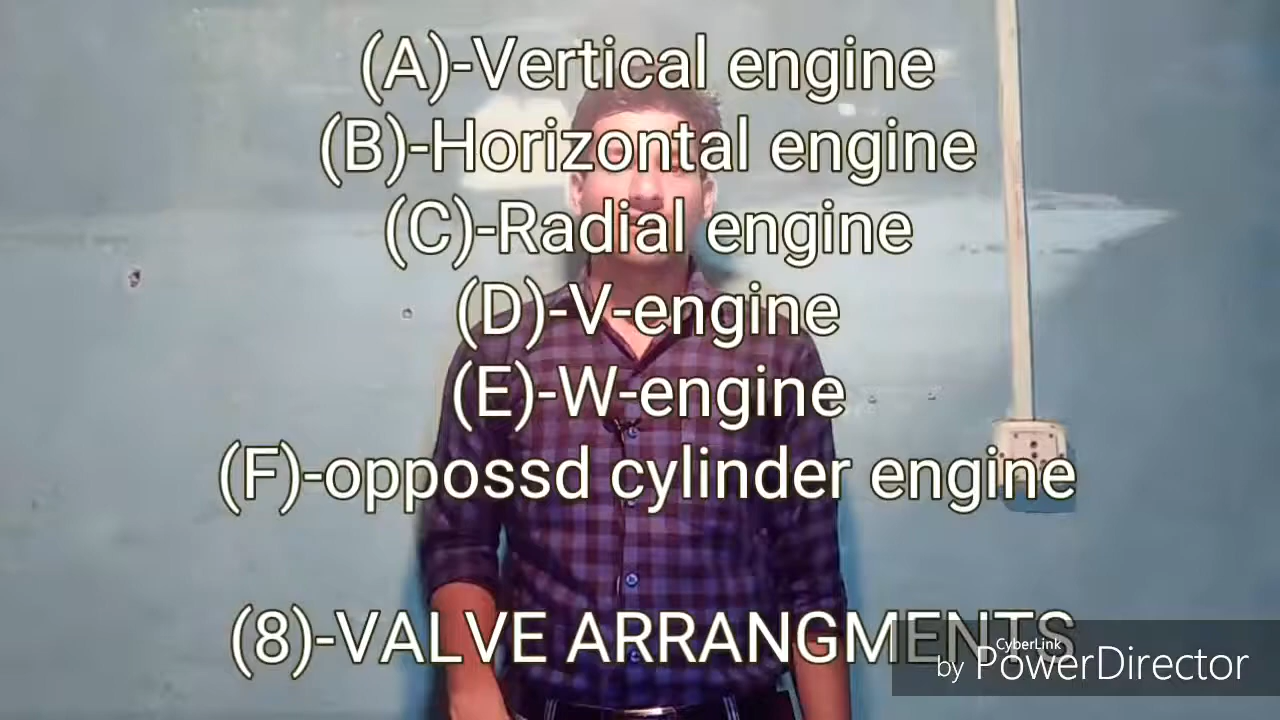 (A)-Vertical engine
(B)-Horizontal engine
(C)-Radial engine
(D)-V-engine
(E)-W-engine
(F)-oppossd cylinder engine
(8)-VALVE ARRANGMENTS
CyberLink
by PowerDirector